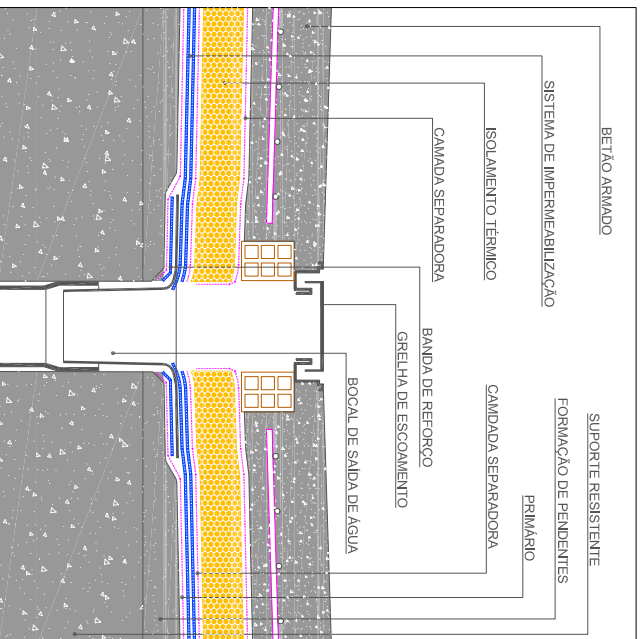 BETÃO ARMADO
SISTEMA DE IMPERMEABILIZAÇÃO
ISOLAMENTO TÉRMICO
CAMADA SEPARADORA
SUPORTE RESISTENTE
FORMAÇÃO DE PENDENTES
PRIMÁRIO
CAMDADA SEPARADORA
BANDA DE REFORÇO
GRELHA DE ESCOAMENTO
BOCAL DE SAÍDA DE ÁGUA